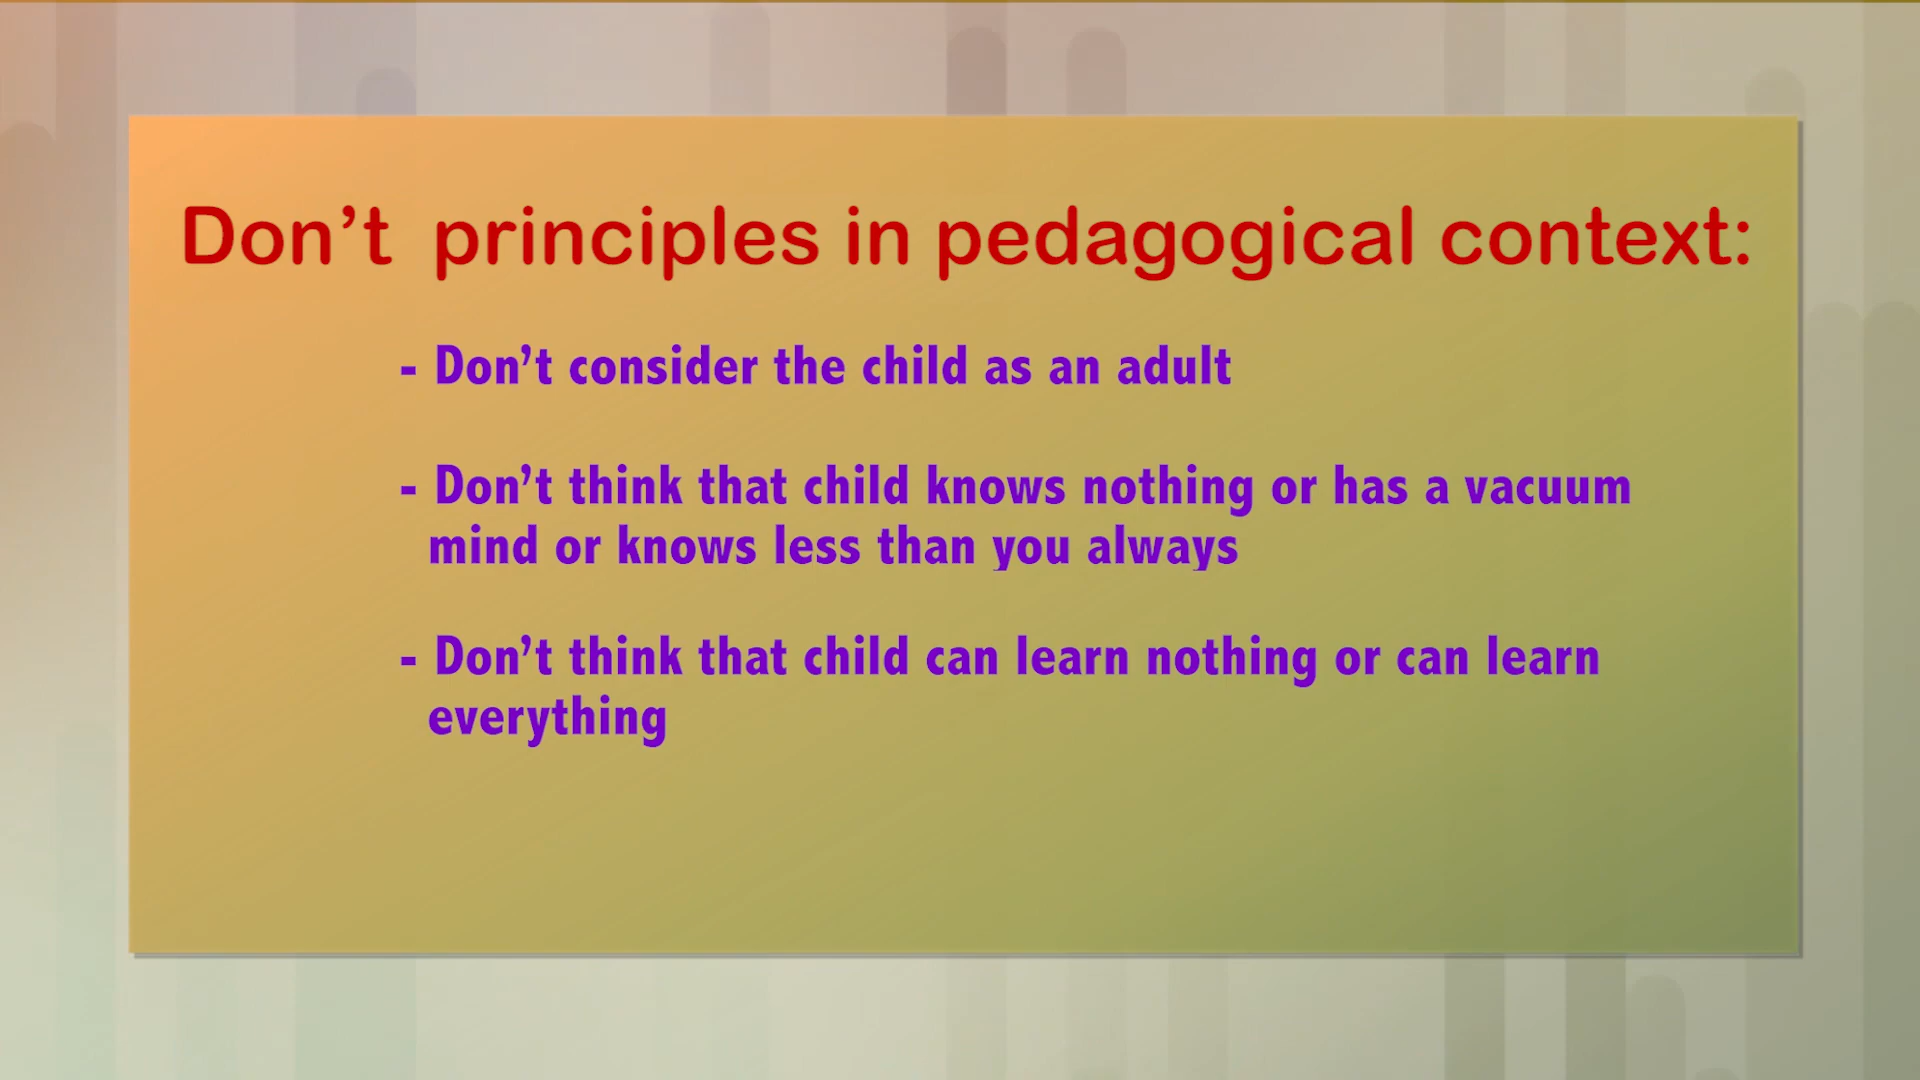 Don’t principles in pedagogical context:
- Don’t consider the child as an adult
- Don’t think that child knows nothing or has a vacuum
mind or knows less than you always
- Don’t think that child can learn nothing or can learn
everything